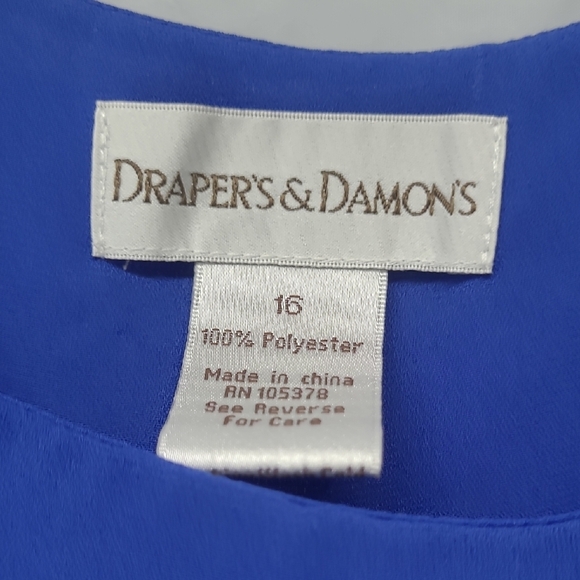 DRAPER'S & DAMON'S
16
100% Polyester
Made in china
RN 105378
See Reverse
For Care